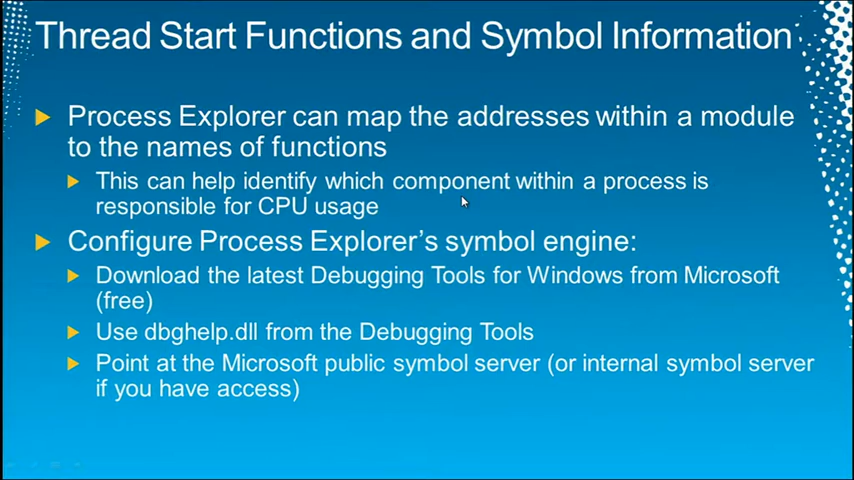 Thread Start Functions and Symbol Information
Process Explorer can map the addresses within a module
to the names of functions
This can help identify which component within a process is
responsible for CPU usage
Configure Process Explorer's symbol engine:
Download the latest Debugging Tools for Windows from Microsoft
(free)
Use dbghelp.dll from the Debugging Tools
Point at the Microsoft public symbol server (or internal symbol server
if you have access)